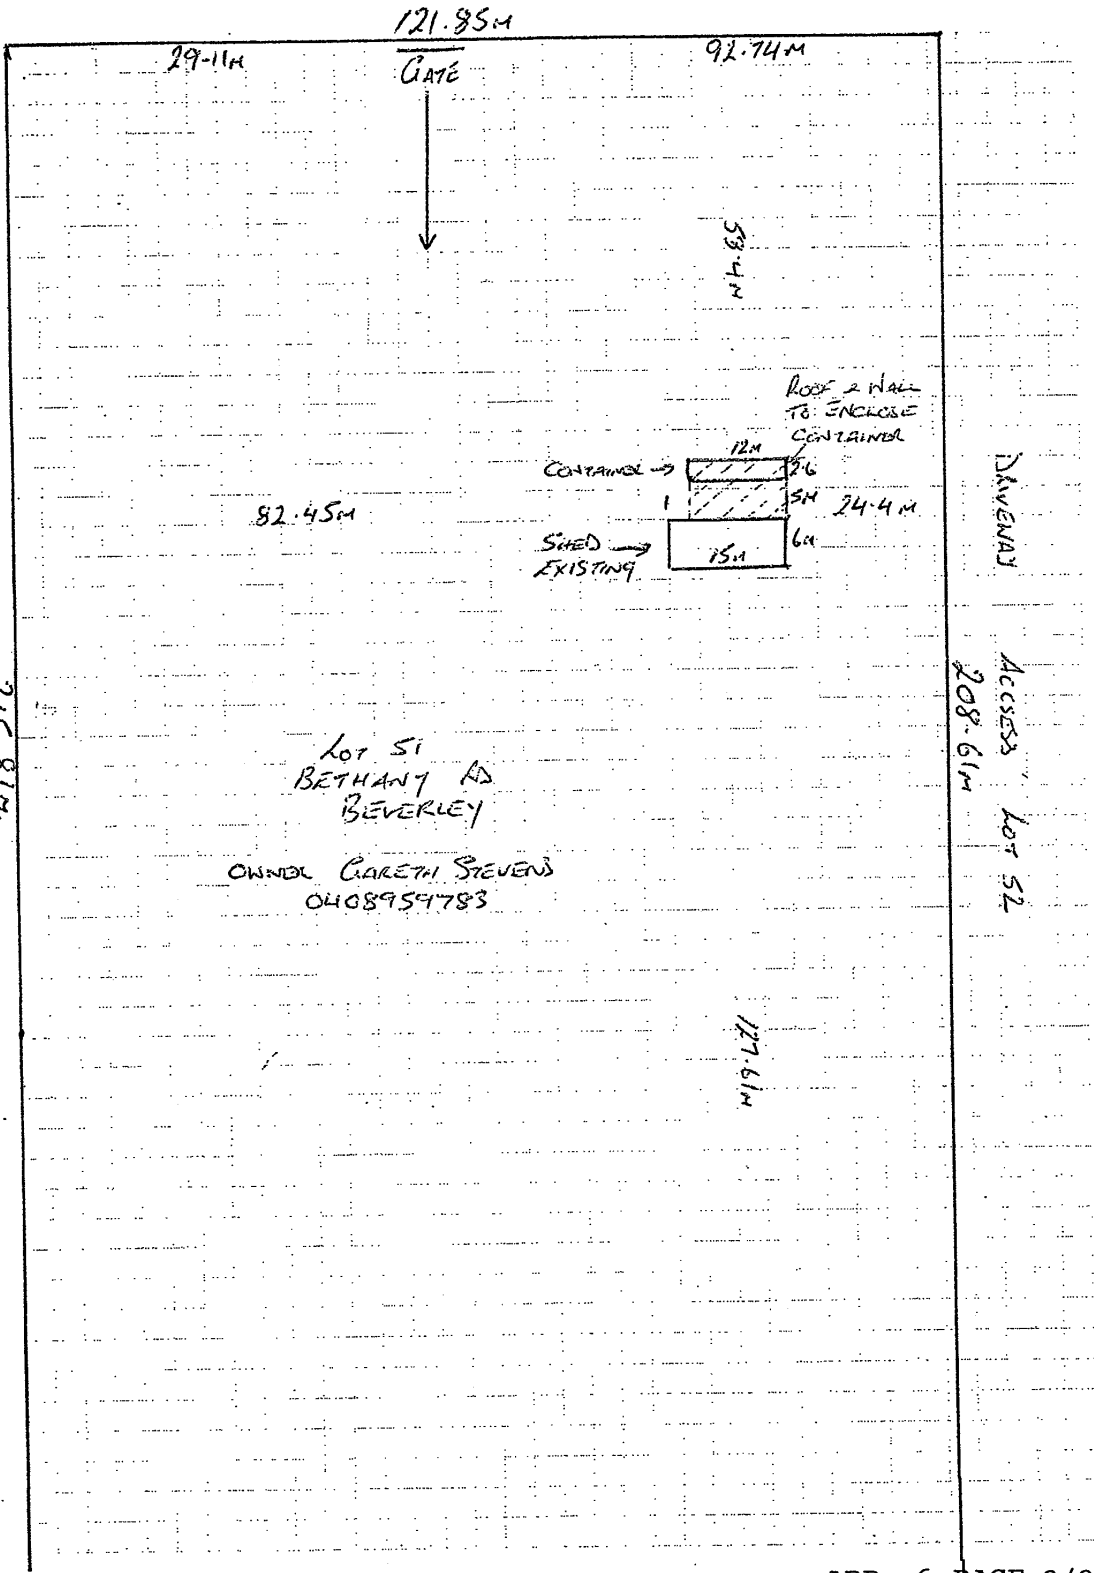 121.85M
29.11M
GATE
92.74M
53.4M
ROOF & WALL
TO ENCLOSE
CONTAINER
12M
CONTAINER
2.6
5M
24.4M
82.45M
1
SHED
EXISTING
15M
6M
DRIVEWAY
ACCSESS LOT 52
208.61M
LOT 51
BETHANY RD
BEVERLEY
OWNER GARETH STEVENS
0408959783
127.61M